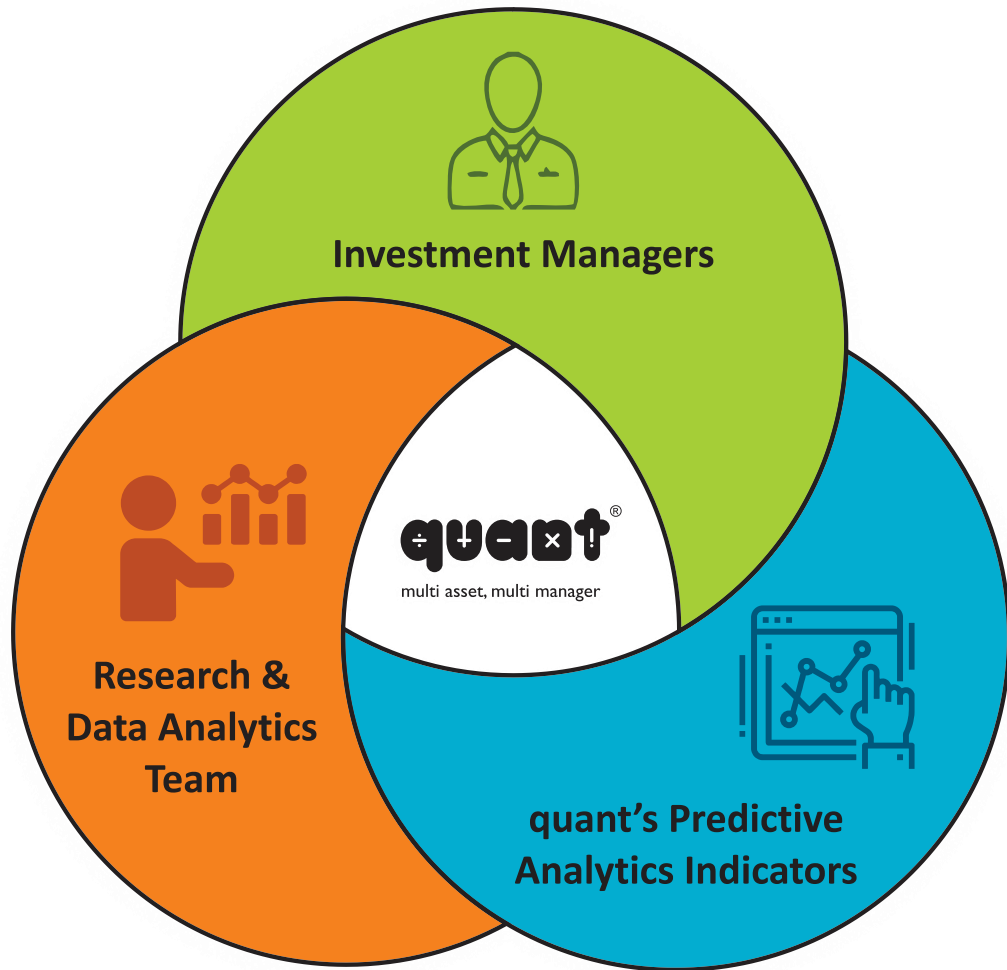 Investment Managers
quant®
multi asset, multi manager
Research &
Data Analytics
Team
quant’s Predictive
Analytics Indicators